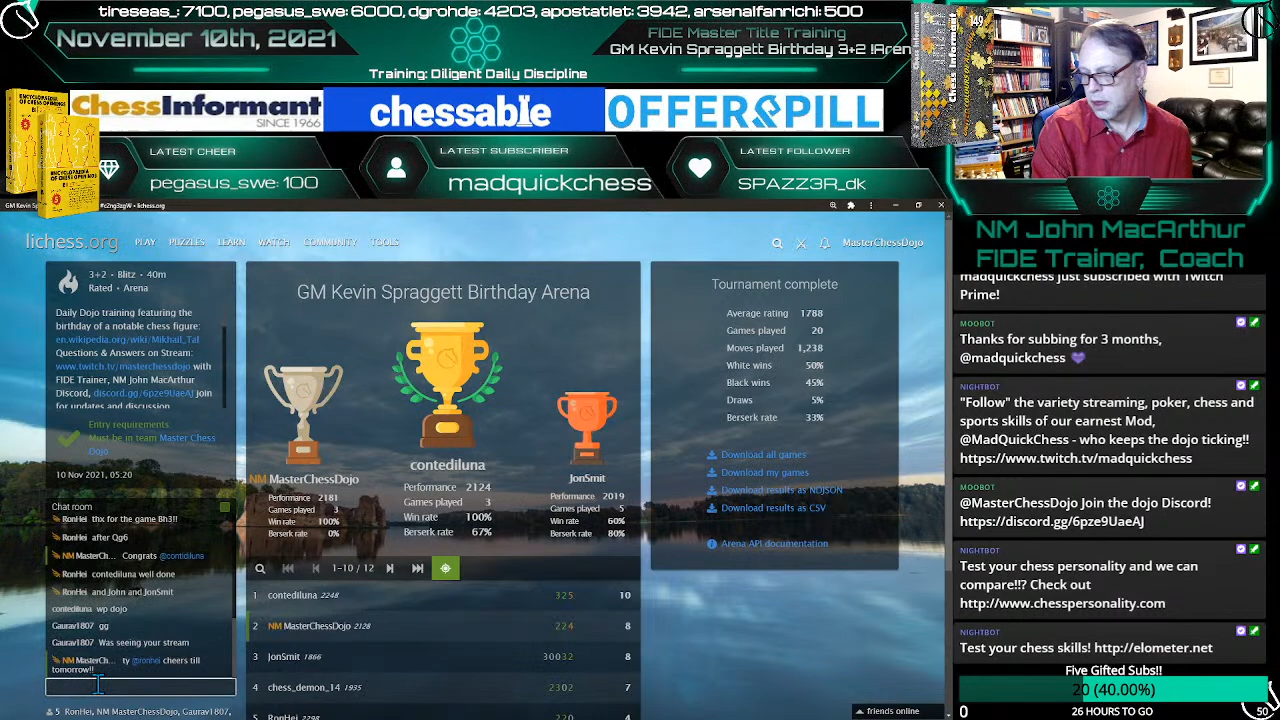 tireseas_: 7100, pegasus_swe: 6000, dgrohde: 4203, apostatlet: 3942, arsenalfanrichi: 500
November 10th, 2021
FIDE Master Title Training
GM Kevin Spraggett Birthday 3+2 !Aren
Training: Diligent Daily Discipline
ChessInformant
SINCE 1966
chessable
OFFERSPILL
LATEST CHEER
pegasus_swe: 100
LATEST SUBSCRIBER
madquickchess
LATEST FOLLOWER
SPAZZ3R_dk
GM Kevin Sp
#c2ng3zgW • lichess.org
lichess.org
PLAY
PUZZLES
LEARN
WATCH
COMMUNITY
TOOLS
MasterChessDojo
3+2 • Blitz • 40m
Rated • Arena
Daily Dojo training featuring the
birthday of a notable chess figure:
en.wikipedia.org/wiki/Mikhail_Tal
Questions & Answers on Stream:
www.twitch.tv/masterchessdojo with
FIDE Trainer, NM John MacArthur
Discord, discord.gg/6pze9UaeAJ join
for updates and discussion
Entry requirements:
Must be in team Master Chess
Dojo
10 Nov 2021, 05:20
Chat room
RonHei thx for the game Bh3!!
RonHei after Qg6
NM MasterCh... Congrats @contidiluna
RonHei contediluna well done
RonHei and John and JonSmit
contediluna wp dojo
Gaurav1807 gg
Gaurav1807 Was seeing your stream
NM MasterCh... ty @ronhei cheers till
tomorrow!!
5 RonHei, NM MasterChessDojo, Gaurav1807,
GM Kevin Spraggett Birthday Arena
NM MasterChessDojo
Performance 2181
Games played 3
Win rate 100%
Berserk rate 0%
contediluna
Performance 2124
Games played 3
Win rate 100%
Berserk rate 67%
JonSmit
Performance 2019
Games played 5
Win rate 60%
Berserk rate 80%
1-10 / 12
1 contediluna 2248 325 10
2 NM MasterChessDojo 2128 224 8
3 JonSmit 1866 30032 8
4 chess_demon_14 1935 2302 7
5 RonHei 2298
Tournament complete
Average rating 1788
Games played 20
Moves played 1,238
White wins 50%
Black wins 45%
Draws 5%
Berserk rate 33%
Download all games
Download my games
Download results as NDJSON
Download results as CSV
Arena API documentation
friends online
149
Chess Informant
NM John MacArthur
FIDE Trainer, Coach
madquickchess just subscribed with Twitch
Prime!
MOOBOT
Thanks for subbing for 3 months,
@madquickchess 💜
NIGHTBOT
"Follow" the variety streaming, poker, chess and
sports skills of our earnest Mod,
@MadQuickChess - who keeps the dojo ticking!!
https://www.twitch.tv/madquickchess
MOOBOT
@MasterChessDojo Join the dojo Discord!
https://discord.gg/6pze9UaeAJ
NIGHTBOT
Test your chess personality and we can
compare!!? Check out
http://www.chesspersonality.com
NIGHTBOT
Test your chess skills! http://elometer.net
Five Gifted Subs!!
20 (40.00%)
0
26 HOURS TO GO
50